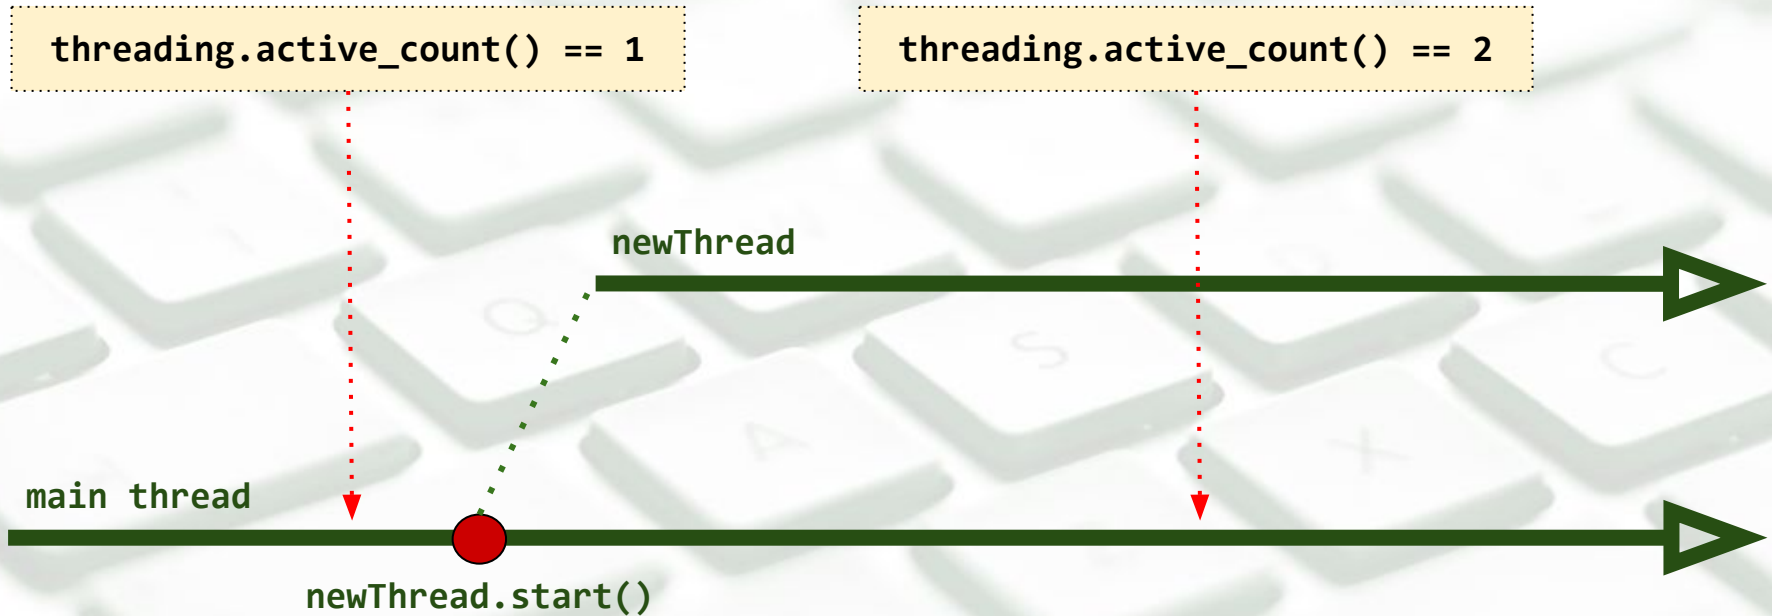 threading.active_count() == 1
threading.active_count() == 2
newThread
main thread
newThread.start()
Q
S
A
X
C